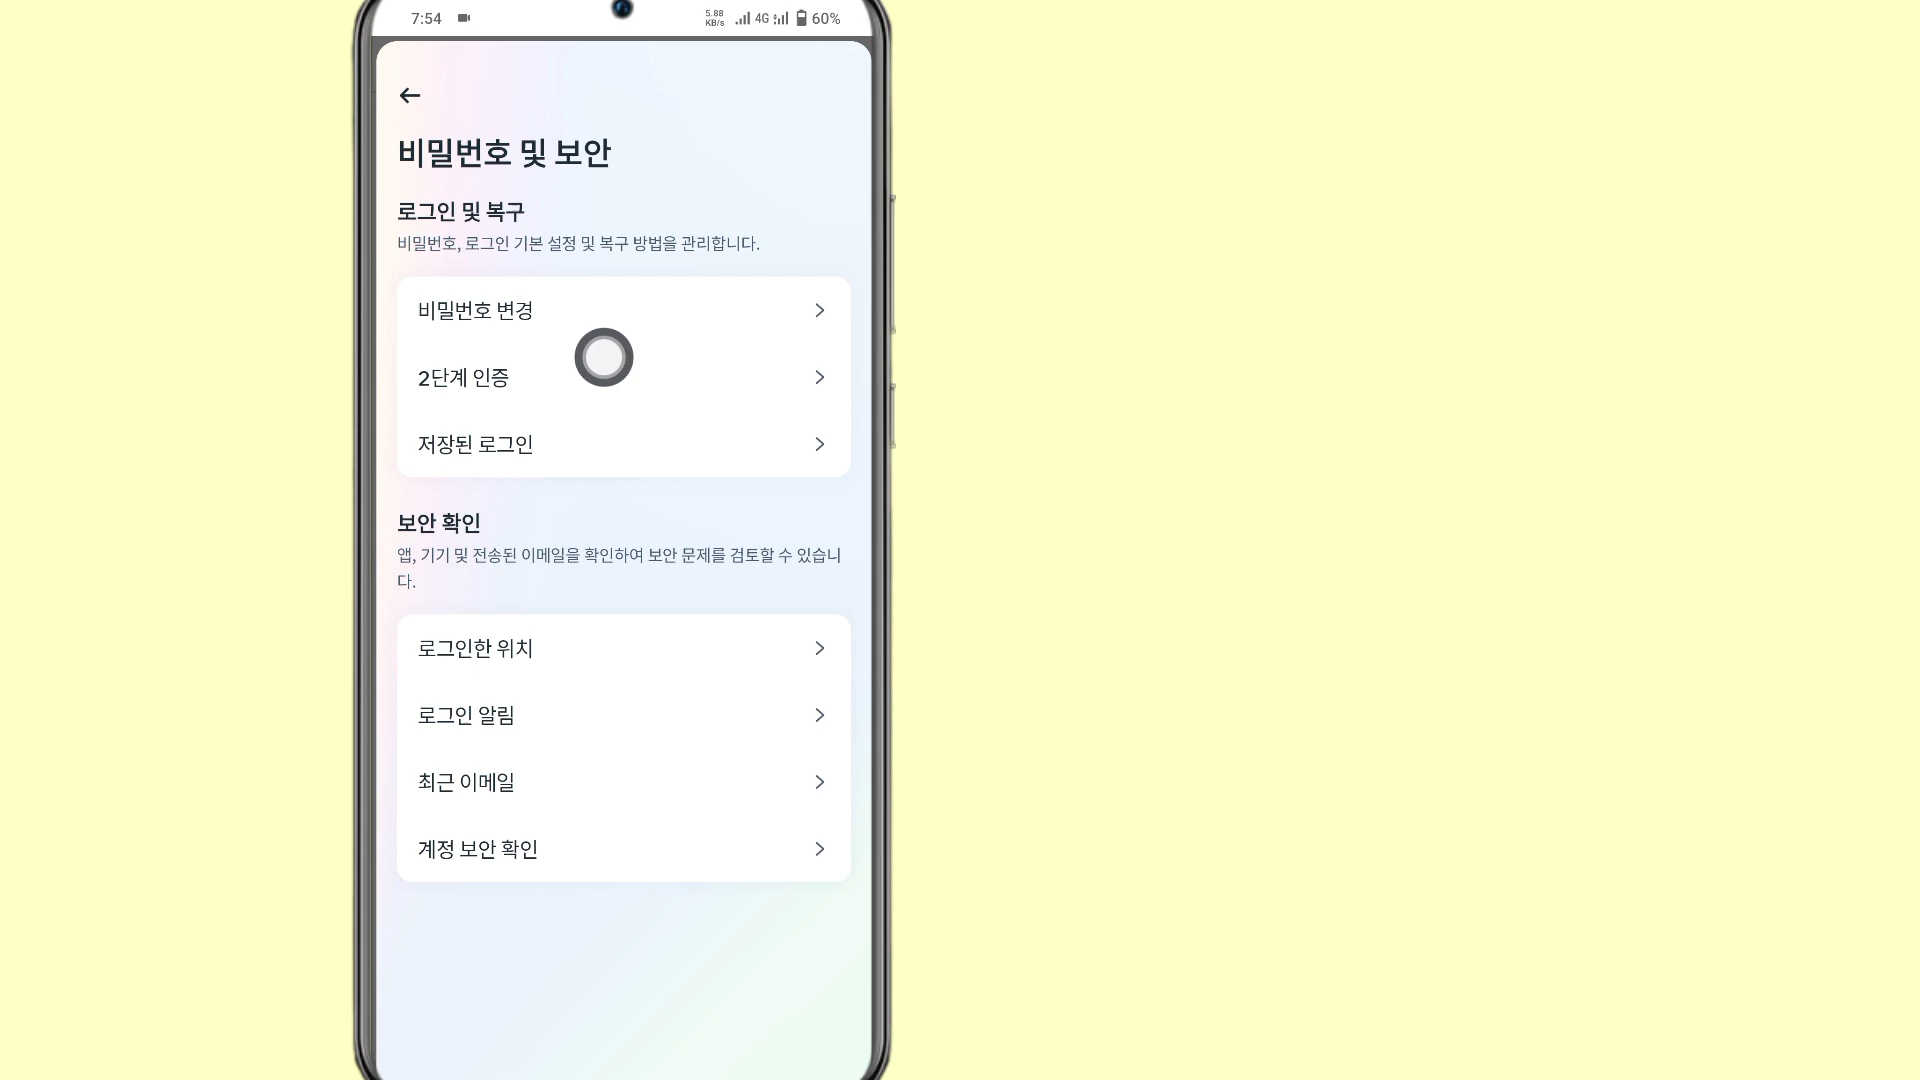 7:54
5.88 KB/s 4G 60%
비밀번호 및 보안
로그인 및 복구
비밀번호, 로그인 기본 설정 및 복구 방법을 관리합니다.
비밀번호 변경
2단계 인증
저장된 로그인
보안 확인
앱, 기기 및 전송된 이메일을 확인하여 보안 문제를 검토할 수 있습니
다.
로그인한 위치
로그인 알림
최근 이메일
계정 보안 확인